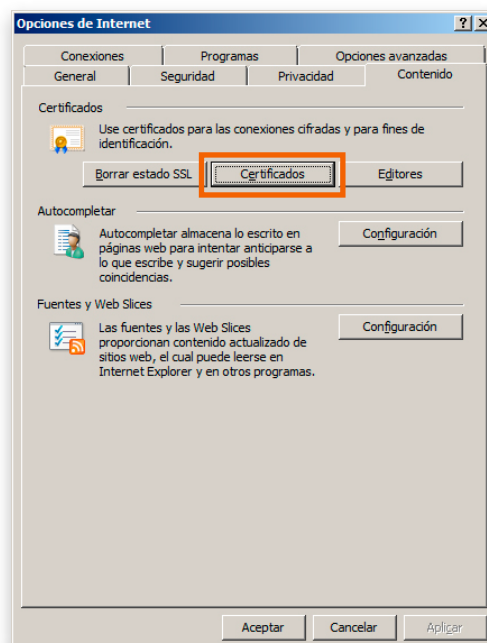 Opciones de Internet
Conexiones Programas Opciones avanzadas
General Seguridad Privacidad Contenido
Certificados
Use certificados para las conexiones cifradas y para fines de
identificación.
Borrar estado SSL Certificados Editores
Autocompletar
Autocompletar almacena lo escrito en
páginas web para intentar anticiparse a
lo que escribe y sugerir posibles
coincidencias.
Configuración
Fuentes y Web Slices
Las fuentes y las Web Slices
proporcionan contenido actualizado de
sitios web, el cual puede leerse en
Internet Explorer y en otros programas.
Configuración
Aceptar Cancelar Aplicar